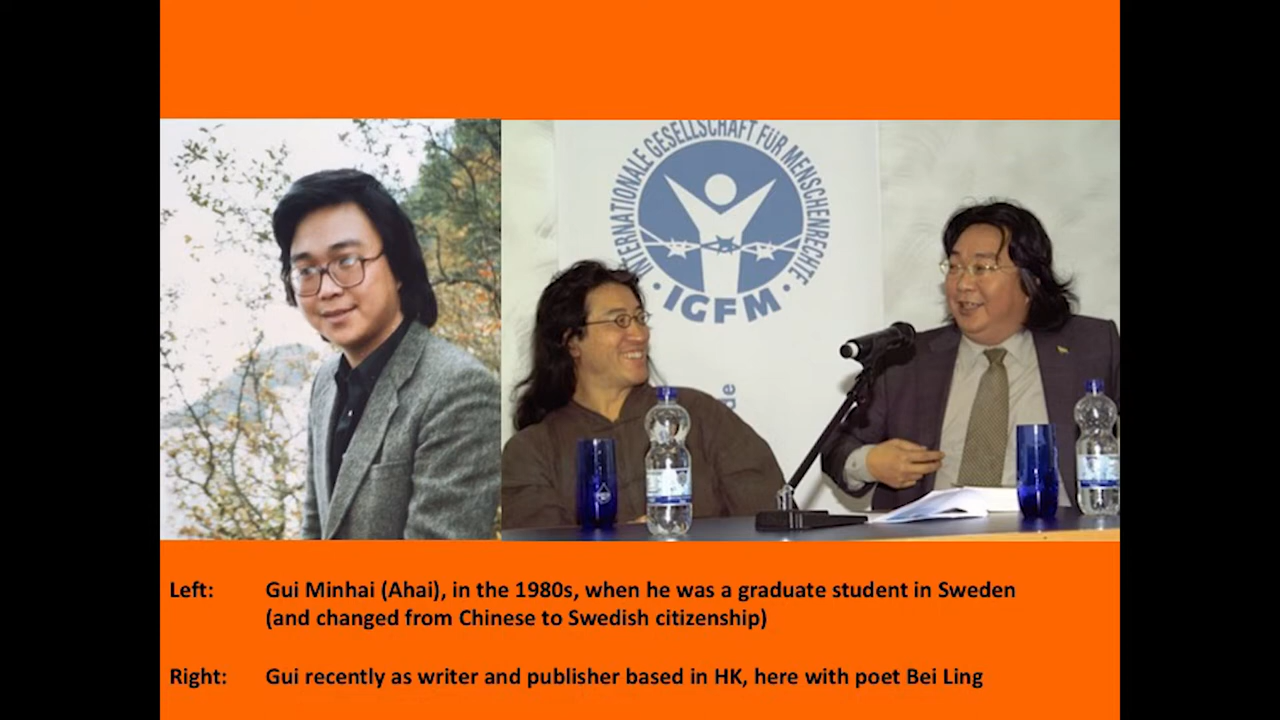 INTERNATIONALE GESELLSCHAFT FÜR MENSCHENRECHTE
IGFM
de
Left: Gui Minhai (Ahai), in the 1980s, when he was a graduate student in Sweden
(and changed from Chinese to Swedish citizenship)
Right: Gui recently as writer and publisher based in HK, here with poet Bei Ling